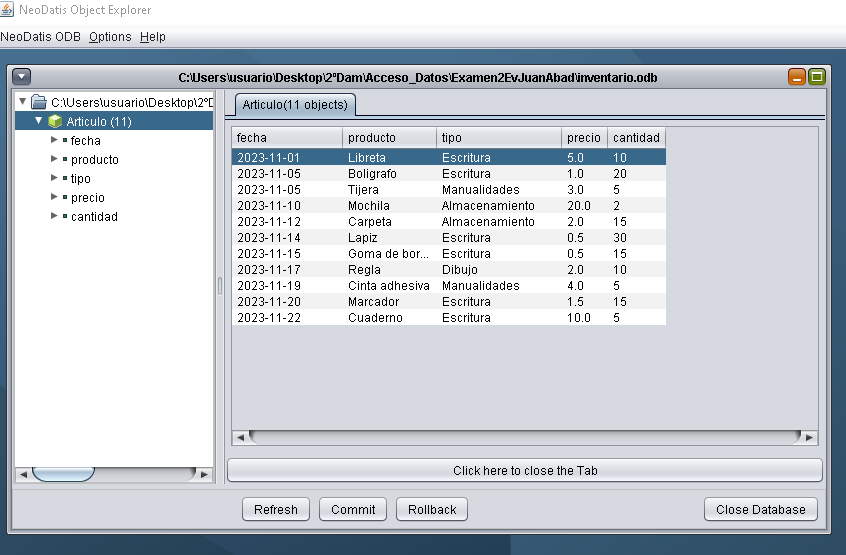 NeoDatis Object Explorer
NeoDatis ODB Options Help
C:\Users\usuario\Desktop\2ºDam\Acceso_Datos\Examen2EvJuanAbad\inventario.odb
C:\Users\usuario\Desktop\2º
Articulo (11)
fecha
producto
tipo
precio
cantidad
Articulo(11 objects)
fecha producto tipo precio cantidad
2023-11-01 Libreta Escritura 5.0 10
2023-11-05 Boligrafo Escritura 1.0 20
2023-11-05 Tijera Manualidades 3.0 5
2023-11-10 Mochila Almacenamiento 20.0 2
2023-11-12 Carpeta Almacenamiento 2.0 15
2023-11-14 Lapiz Escritura 0.5 30
2023-11-15 Goma de bor... Escritura 0.5 15
2023-11-17 Regla Dibujo 2.0 10
2023-11-19 Cinta adhesiva Manualidades 4.0 5
2023-11-20 Marcador Escritura 1.5 15
2023-11-22 Cuaderno Escritura 10.0 5
Click here to close the Tab
Refresh Commit Rollback Close Database